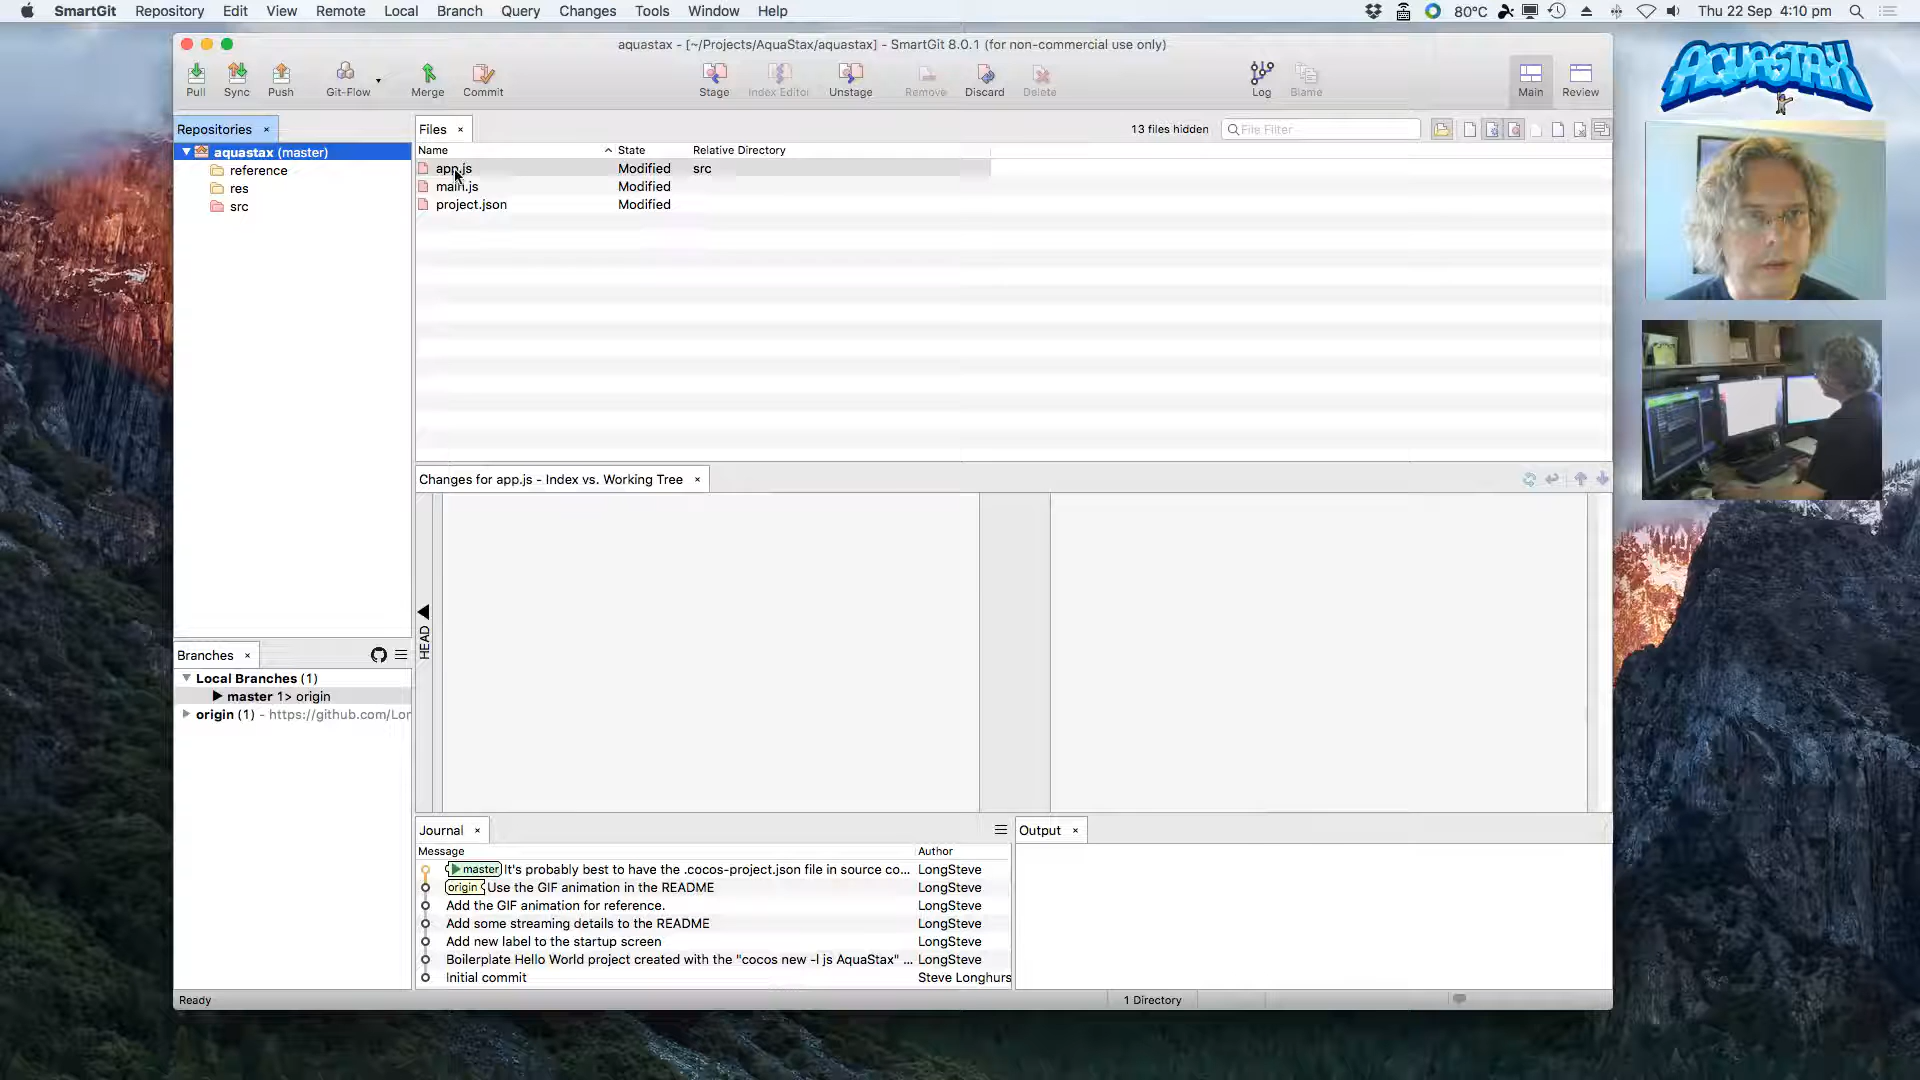 SmartGit Repository Edit View Remote Local Branch Query Changes Tools Window Help 80°C Thu 22 Sep 4:10 pm
aquastax - [~/Projects/AquaStax/aquastax] - SmartGit 8.0.1 (for non-commercial use only)
Pull Sync Push Git-Flow Merge Commit Stage Index Editor Unstage Remove Discard Delete Log Blame Main Review
AQUASTAX
Repositories × Files × 13 files hidden File Filter
Name State Relative Directory
aquastax (master)
reference
res
src
app.js Modified src
main.js Modified
project.json Modified
Changes for app.js - Index vs. Working Tree ×
HEAD
Branches ×
Local Branches (1)
master 1> origin
origin (1) - https://github.com/Lor
Journal × Output ×
Message Author
master It's probably best to have the .cocos-project.json file in source co... LongSteve
origin Use the GIF animation in the README LongSteve
Add the GIF animation for reference. LongSteve
Add some streaming details to the README LongSteve
Add new label to the startup screen LongSteve
Boilerplate Hello World project created with the "cocos new -l js AquaStax" ... LongSteve
Initial commit Steve Longhurs
Ready 1 Directory